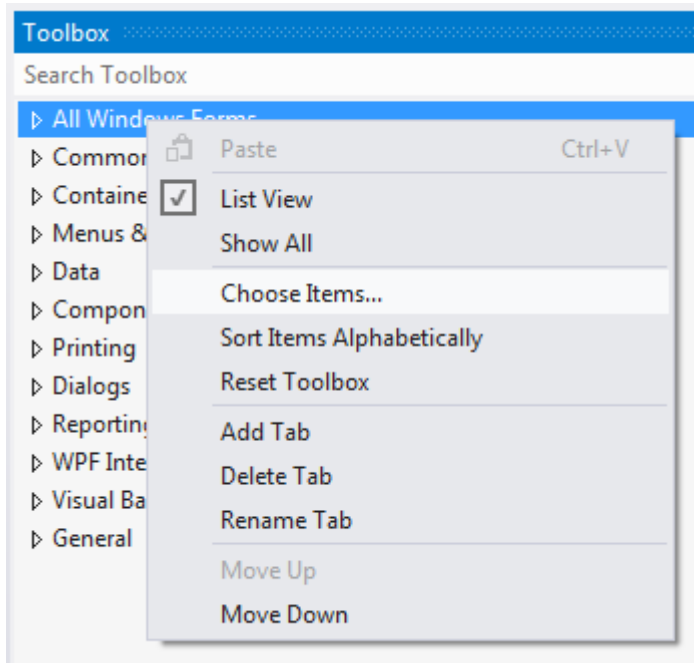 Toolbox
Search Toolbox
All Windows Forms
Common
Containe
Menus &
Data
Compon
Printing
Dialogs
Reporting
WPF Inte
Visual Ba
General
Paste Ctrl+V
List View
Show All
Choose Items...
Sort Items Alphabetically
Reset Toolbox
Add Tab
Delete Tab
Rename Tab
Move Up
Move Down